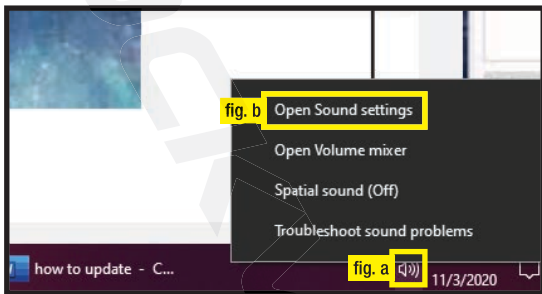 fig. b Open Sound settings
Open Volume mixer
Spatial sound (Off)
Troubleshoot sound problems
how to update - C...
fig. a
11/3/2020